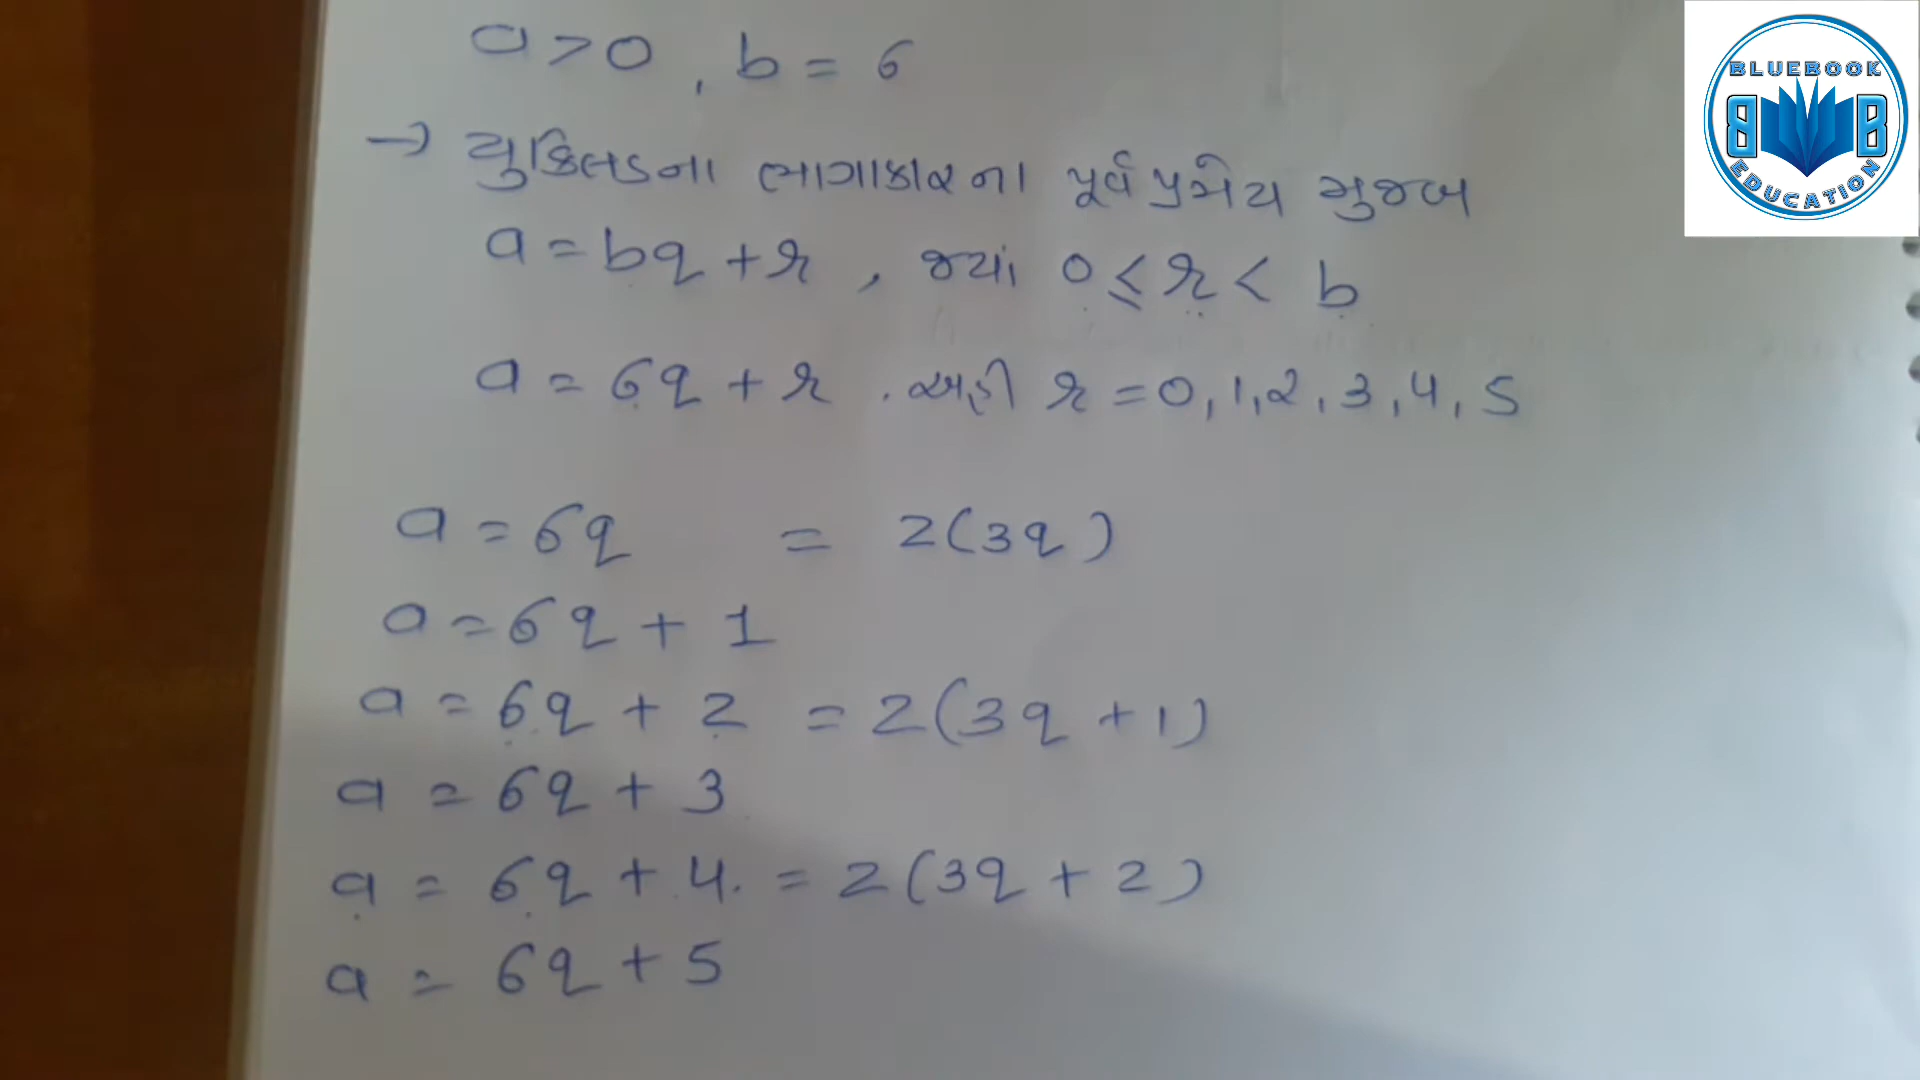 a > 0 , b = 6
→ યુક્લિડના ભાગાકારના પૂર્વ પ્રમેય મુજબ
a = bq + r , જ્યાં 0 ≤ r < b
a = 6q + r . અહીં r = 0, 1, 2, 3, 4, 5
a = 6q = 2(3q)
a = 6q + 1
a = 6q + 2 = 2(3q + 1)
a = 6q + 3
a = 6q + 4. = 2(3q + 2)
a = 6q + 5
BLUEBOOK
B B
EDUCATION